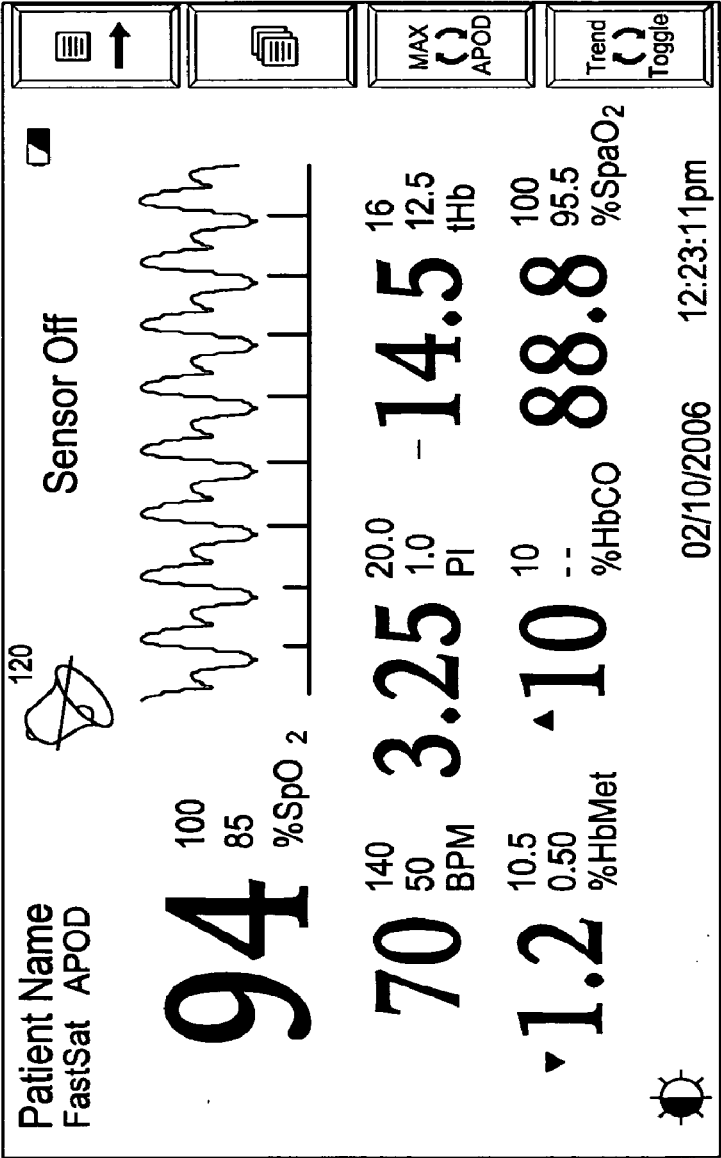 Patient Name
FastSat APOD
120
Sensor Off
94
100
85
%SpO 2
70
140
50
BPM
3.25
20.0
1.0
PI
- 14.5
16
12.5
tHb
▼ 1.2
10.5
0.50
%HbMet
▲ 10
10
--
%HbCO
88.8
100
95.5
%SpaO2
02/10/2006 12:23:11pm
MAX
APOD
Trend
Toggle